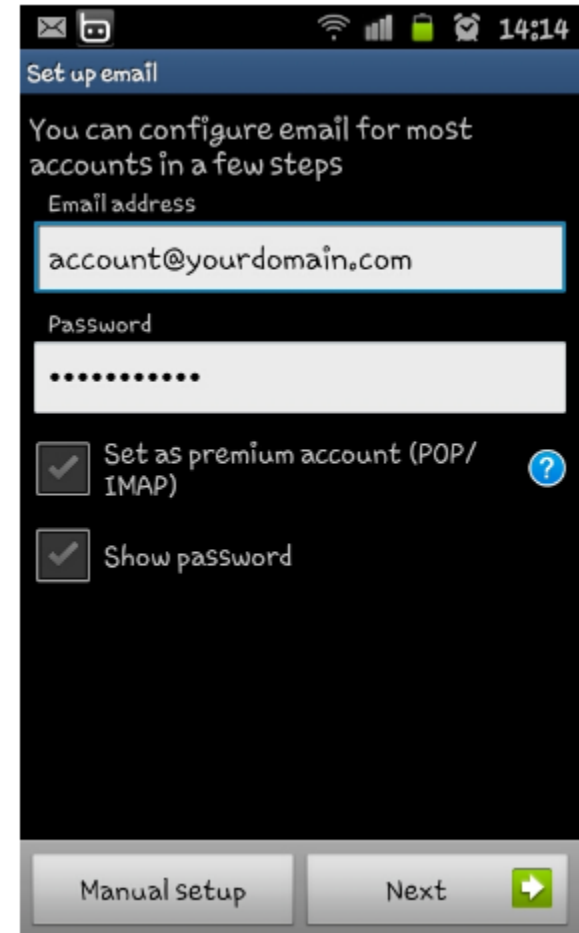 14:14
Set up email
You can configure email for most
accounts in a few steps
Email address
account@yourdomain.com
Password
•••••••••••
Set as premium account (POP/
IMAP)
?
Show password
Manual setup
Next